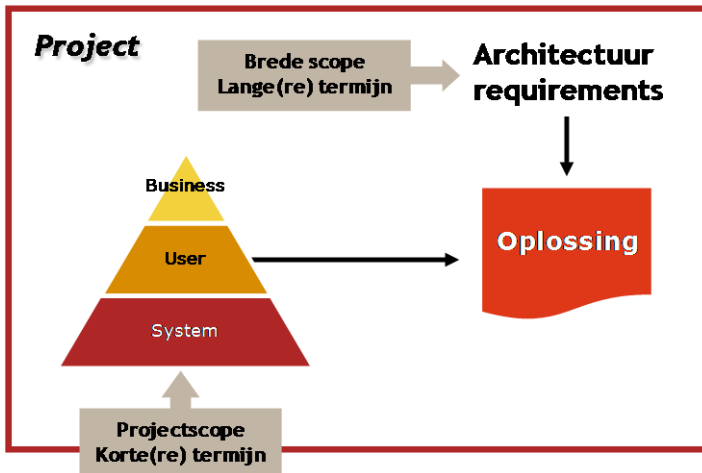 Project
Brede scope
Lange(re) termijn
Architectuur
requirements
Business
User
System
Oplossing
Projectscope
Korte(re) termijn